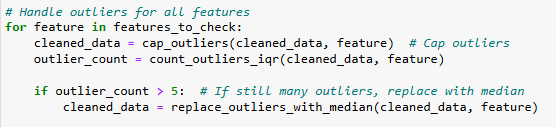 # Handle outliers for all features
for feature in features_to_check:
    cleaned_data = cap_outliers(cleaned_data, feature)  # Cap outliers
    outlier_count = count_outliers_iqr(cleaned_data, feature)

    if outlier_count > 5:  # If still many outliers, replace with median
        cleaned_data = replace_outliers_with_median(cleaned_data, feature)